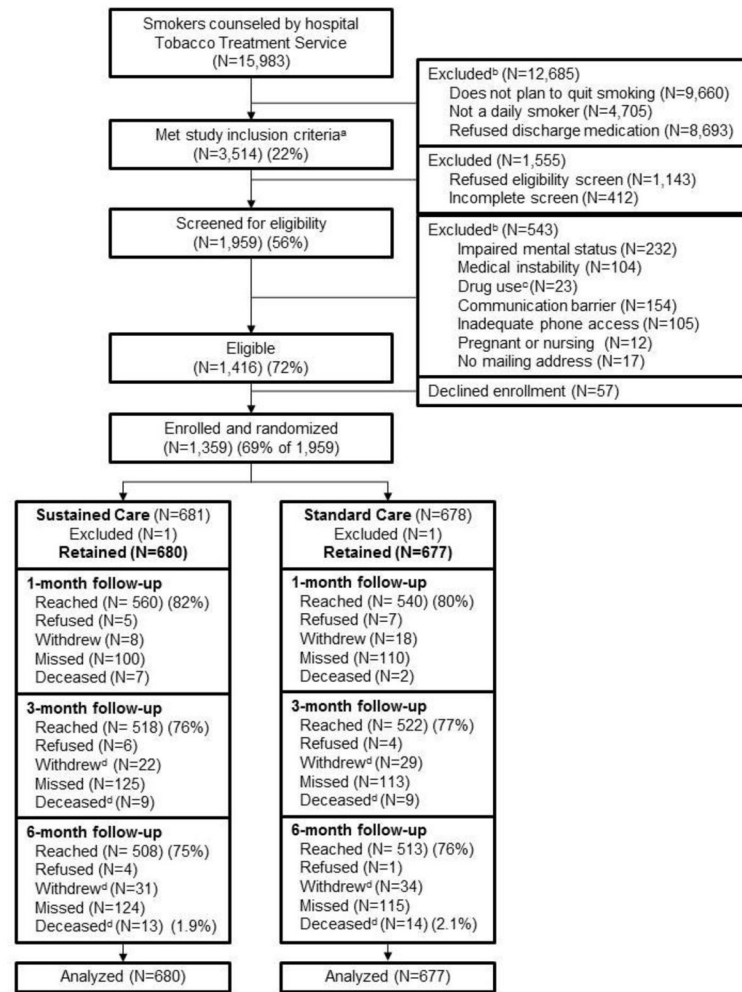 Smokers counseled by hospital
Tobacco Treatment Service
(N=15,983)
Excludedᵇ (N=12,685)
Does not plan to quit smoking (N=9,660)
Not a daily smoker (N=4,705)
Refused discharge medication (N=8,693)
Met study inclusion criteriaᵃ
(N=3,514) (22%)
Excluded (N=1,555)
Refused eligibility screen (N=1,143)
Incomplete screen (N=412)
Screened for eligibility
(N=1,959) (56%)
Excludedᵇ (N=543)
Impaired mental status (N=232)
Medical instability (N=104)
Drug useᶜ (N=23)
Communication barrier (N=154)
Inadequate phone access (N=105)
Pregnant or nursing (N=12)
No mailing address (N=17)
Eligible
(N=1,416) (72%)
Declined enrollment (N=57)
Enrolled and randomized
(N=1,359) (69% of 1,959)
Sustained Care (N=681)
Excluded (N=1)
Retained (N=680)
1-month follow-up
Reached (N= 560) (82%)
Refused (N=5)
Withdrew (N=8)
Missed (N=100)
Deceased (N=7)
3-month follow-up
Reached (N= 518) (76%)
Refused (N=6)
Withdrewᵈ (N=22)
Missed (N=125)
Deceasedᵈ (N=9)
6-month follow-up
Reached (N= 508) (75%)
Refused (N=4)
Withdrewᵈ (N=31)
Missed (N=124)
Deceasedᵈ (N=13) (1.9%)
Analyzed (N=680)
Standard Care (N=678)
Excluded (N=1)
Retained (N=677)
1-month follow-up
Reached (N= 540) (80%)
Refused (N=7)
Withdrew (N=18)
Missed (N=110)
Deceased (N=2)
3-month follow-up
Reached (N= 522) (77%)
Refused (N=4)
Withdrewᵈ (N=29)
Missed (N=113)
Deceasedᵈ (N=9)
6-month follow-up
Reached (N= 513) (76%)
Refused (N=1)
Withdrewᵈ (N=34)
Missed (N=115)
Deceasedᵈ (N=14) (2.1%)
Analyzed (N=677)